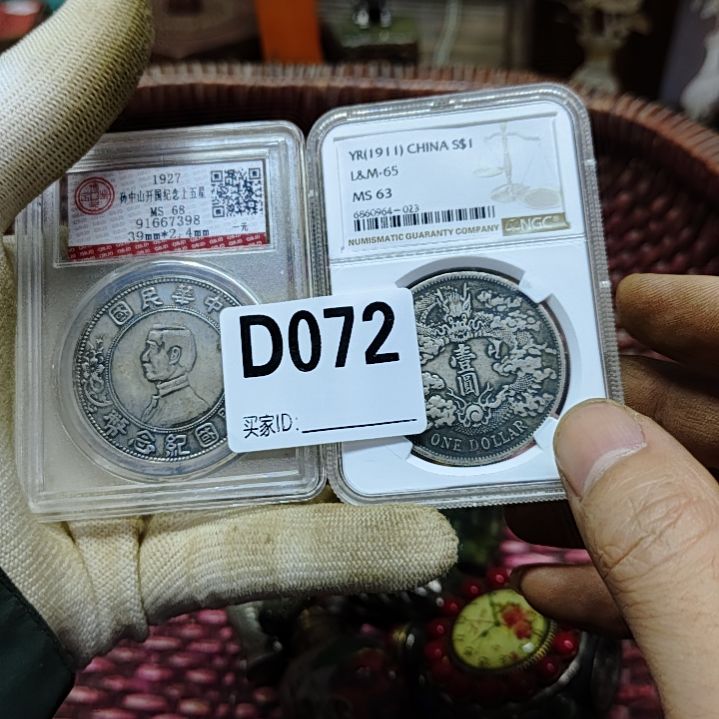 1927
孙中山开国纪念上五星
MS 68
91667398
39mm*2.4mm
一元
YR(1911) CHINA S$1
L&M-65
MS 63
6660964-023
NUMISMATIC GUARANTY COMPANY
NGC
中華民國
國紀念幣
D072
买家ID:
壹圓
ONE DOLLAR